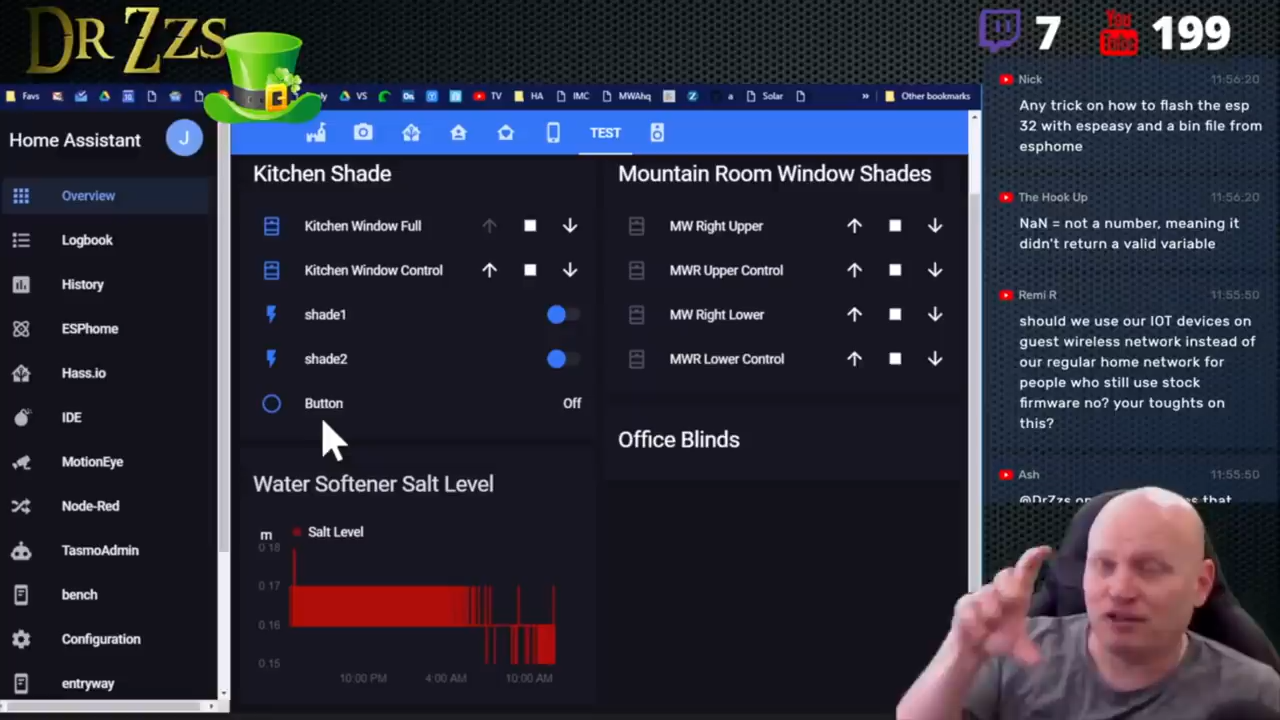 DR ZZS
7
You
Tube
199
Favs
VS
On
TV
HA
IMC
MWAhq
a
Solar
»
Other bookmarks
Home Assistant
J
TEST
Overview
Logbook
History
ESPhome
Hass.io
IDE
MotionEye
Node-Red
TasmoAdmin
bench
Configuration
entryway
Kitchen Shade
Kitchen Window Full
Kitchen Window Control
shade1
shade2
Button
Off
Water Softener Salt Level
m
Salt Level
0.18
0.17
0.16
0.15
10:00 PM
4:00 AM
10:00 AM
Mountain Room Window Shades
MW Right Upper
MWR Upper Control
MW Right Lower
MWR Lower Control
Office Blinds
Nick
11:56:20
Any trick on how to flash the esp
32 with espeasy and a bin file from
esphome
The Hook Up
11:56:20
NaN = not a number, meaning it
didn't return a valid variable
Remi R
11:55:50
should we use our IOT devices on
guest wireless network instead of
our regular home network for
people who still use stock
firmware no? your toughts on
this?
Ash
11:55:50
@DrZzs
that